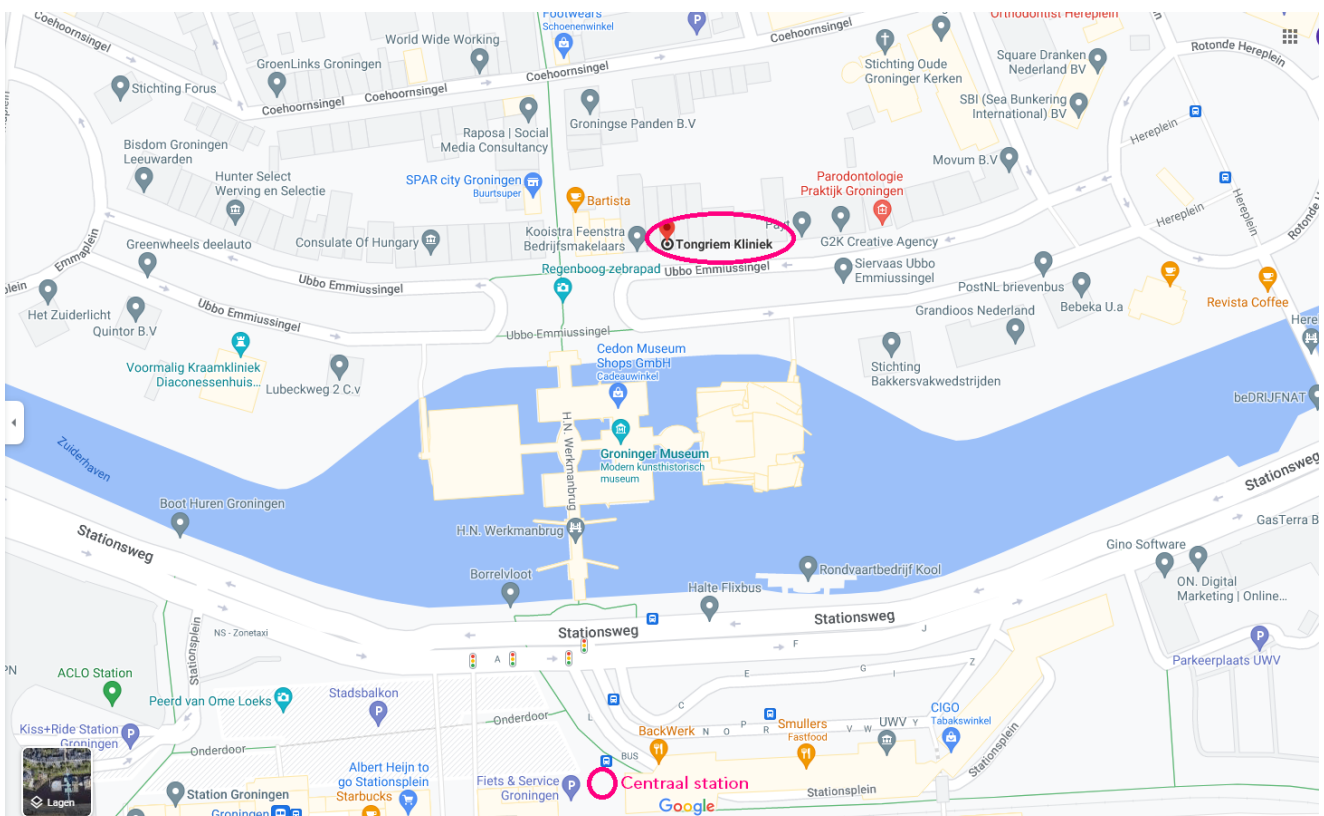 Footwears
Schoenenwinkel
Orthodontist Hereplein
Coehoornsingel
World Wide Working
Coehoornsingel
Rotonde Hereplein
GroenLinks Groningen
Stichting Oude
Groninger Kerken
Square Dranken
Nederland BV
Stichting Forus
Coehoornsingel
Coehoornsingel
Coehoornsingel
SBI (Sea Bunkering
International) BV
Groningse Panden B.V
Hereplein
Raposa | Social
Media Consultancy
Bisdom Groningen
Leeuwarden
Movum B.V
Hunter Select
Werving en Selectie
SPAR city Groningen
Buurtsuper
Parodontologie
Praktijk Groningen
Hereplein
Bartista
Hereplein
Rotonde
Kooistra Feenstra
Bedrijfsmakelaars
Tongriem Kliniek
G2K Creative Agency
Greenwheels deelauto
Consulate Of Hungary
Emmaplein
Regenboog-zebrapad
Ubbo Emmiussingel
Siervaas Ubbo
Emmiussingel
Ubbo Emmiussingel
PostNL brievenbus
plein
Het Zuiderlicht
Ubbo Emmiussingel
Grandioos Nederland
Bebeka U.a
Revista Coffee
Quintor B.V
Ubbo-Emmiussingel
Here
Voormalig Kraamkliniek
Diaconessenhuis...
Cedon Museum
Shops GmbH
Cadeauwinkel
Stichting
Bakkersvakwedstrijden
Lubeckweg 2 C.v
beDRIJFNAT
H.N. Werkmanbrug
Zuiderhaven
Groninger Museum
Modern kunsthistorisch
museum
Stationsweg
Boot Huren Groningen
GasTerra B
Stationsweg
H.N. Werkmanbrug
Gino Software
Borrelvloot
Rondvaartbedrijf Kool
ON. Digital
Marketing | Online...
Halte Flixbus
Stationsweg
Stationsweg
NS - Zonetaxi
Stationsplein
A
F
J
Parkeerplaats UWV
PN
ACLO Station
E
G
I
Z
Peerd van Ome Loeks
Stadsbalkon
C
L
CIGO
Tabakswinkel
Kiss+Ride Station
Groningen
Onderdoor
BackWerk
N O P R
Smullers
Fastfood
V W
UWV
Y
Onderdoor
BUS
Stationsplein
Albert Heijn to
go Stationsplein
Fiets & Service
Groningen
Centraal station
Lagen
Station Groningen
Starbucks
Stationsplein
Google
Groningen